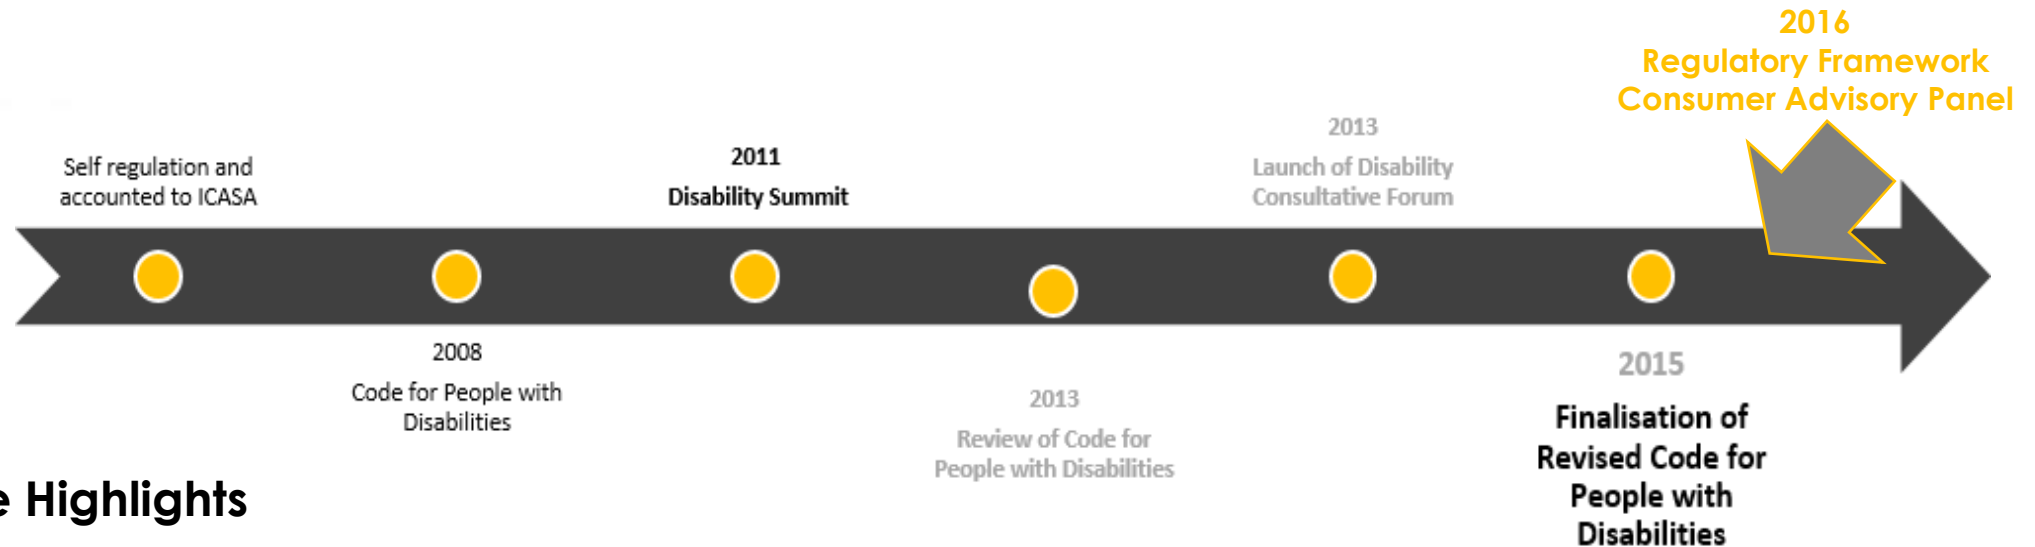 2016
Regulatory Framework
Consumer Advisory Panel
Self regulation and
accounted to ICASA
2008
Code for People with
Disabilities
2011
Disability Summit
2013
Review of Code for
People with Disabilities
2013
Launch of Disability
Consultative Forum
2015
Finalisation of
Revised Code for
People with
Disabilities
Highlights